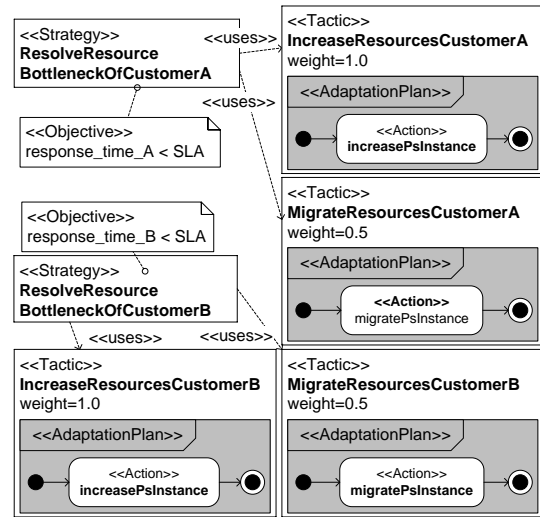 <<Strategy>>
ResolveResource
BottleneckOfCustomerA
<<uses>>
<<uses>>
<<Objective>>
response_time_A < SLA
<<Tactic>>
IncreaseResourcesCustomerA
weight=1.0
<<AdaptationPlan>>
<<Action>>
increasePsInstance
<<Tactic>>
MigrateResourcesCustomerA
weight=0.5
<<AdaptationPlan>>
<<Action>>
migratePsInstance
<<Objective>>
response_time_B < SLA
<<Strategy>>
ResolveResource
BottleneckOfCustomerB
<<uses>>
<<uses>>
<<Tactic>>
IncreaseResourcesCustomerB
weight=1.0
<<AdaptationPlan>>
<<Action>>
increasePsInstance
<<Tactic>>
MigrateResourcesCustomerB
weight=0.5
<<AdaptationPlan>>
<<Action>>
migratePsInstance